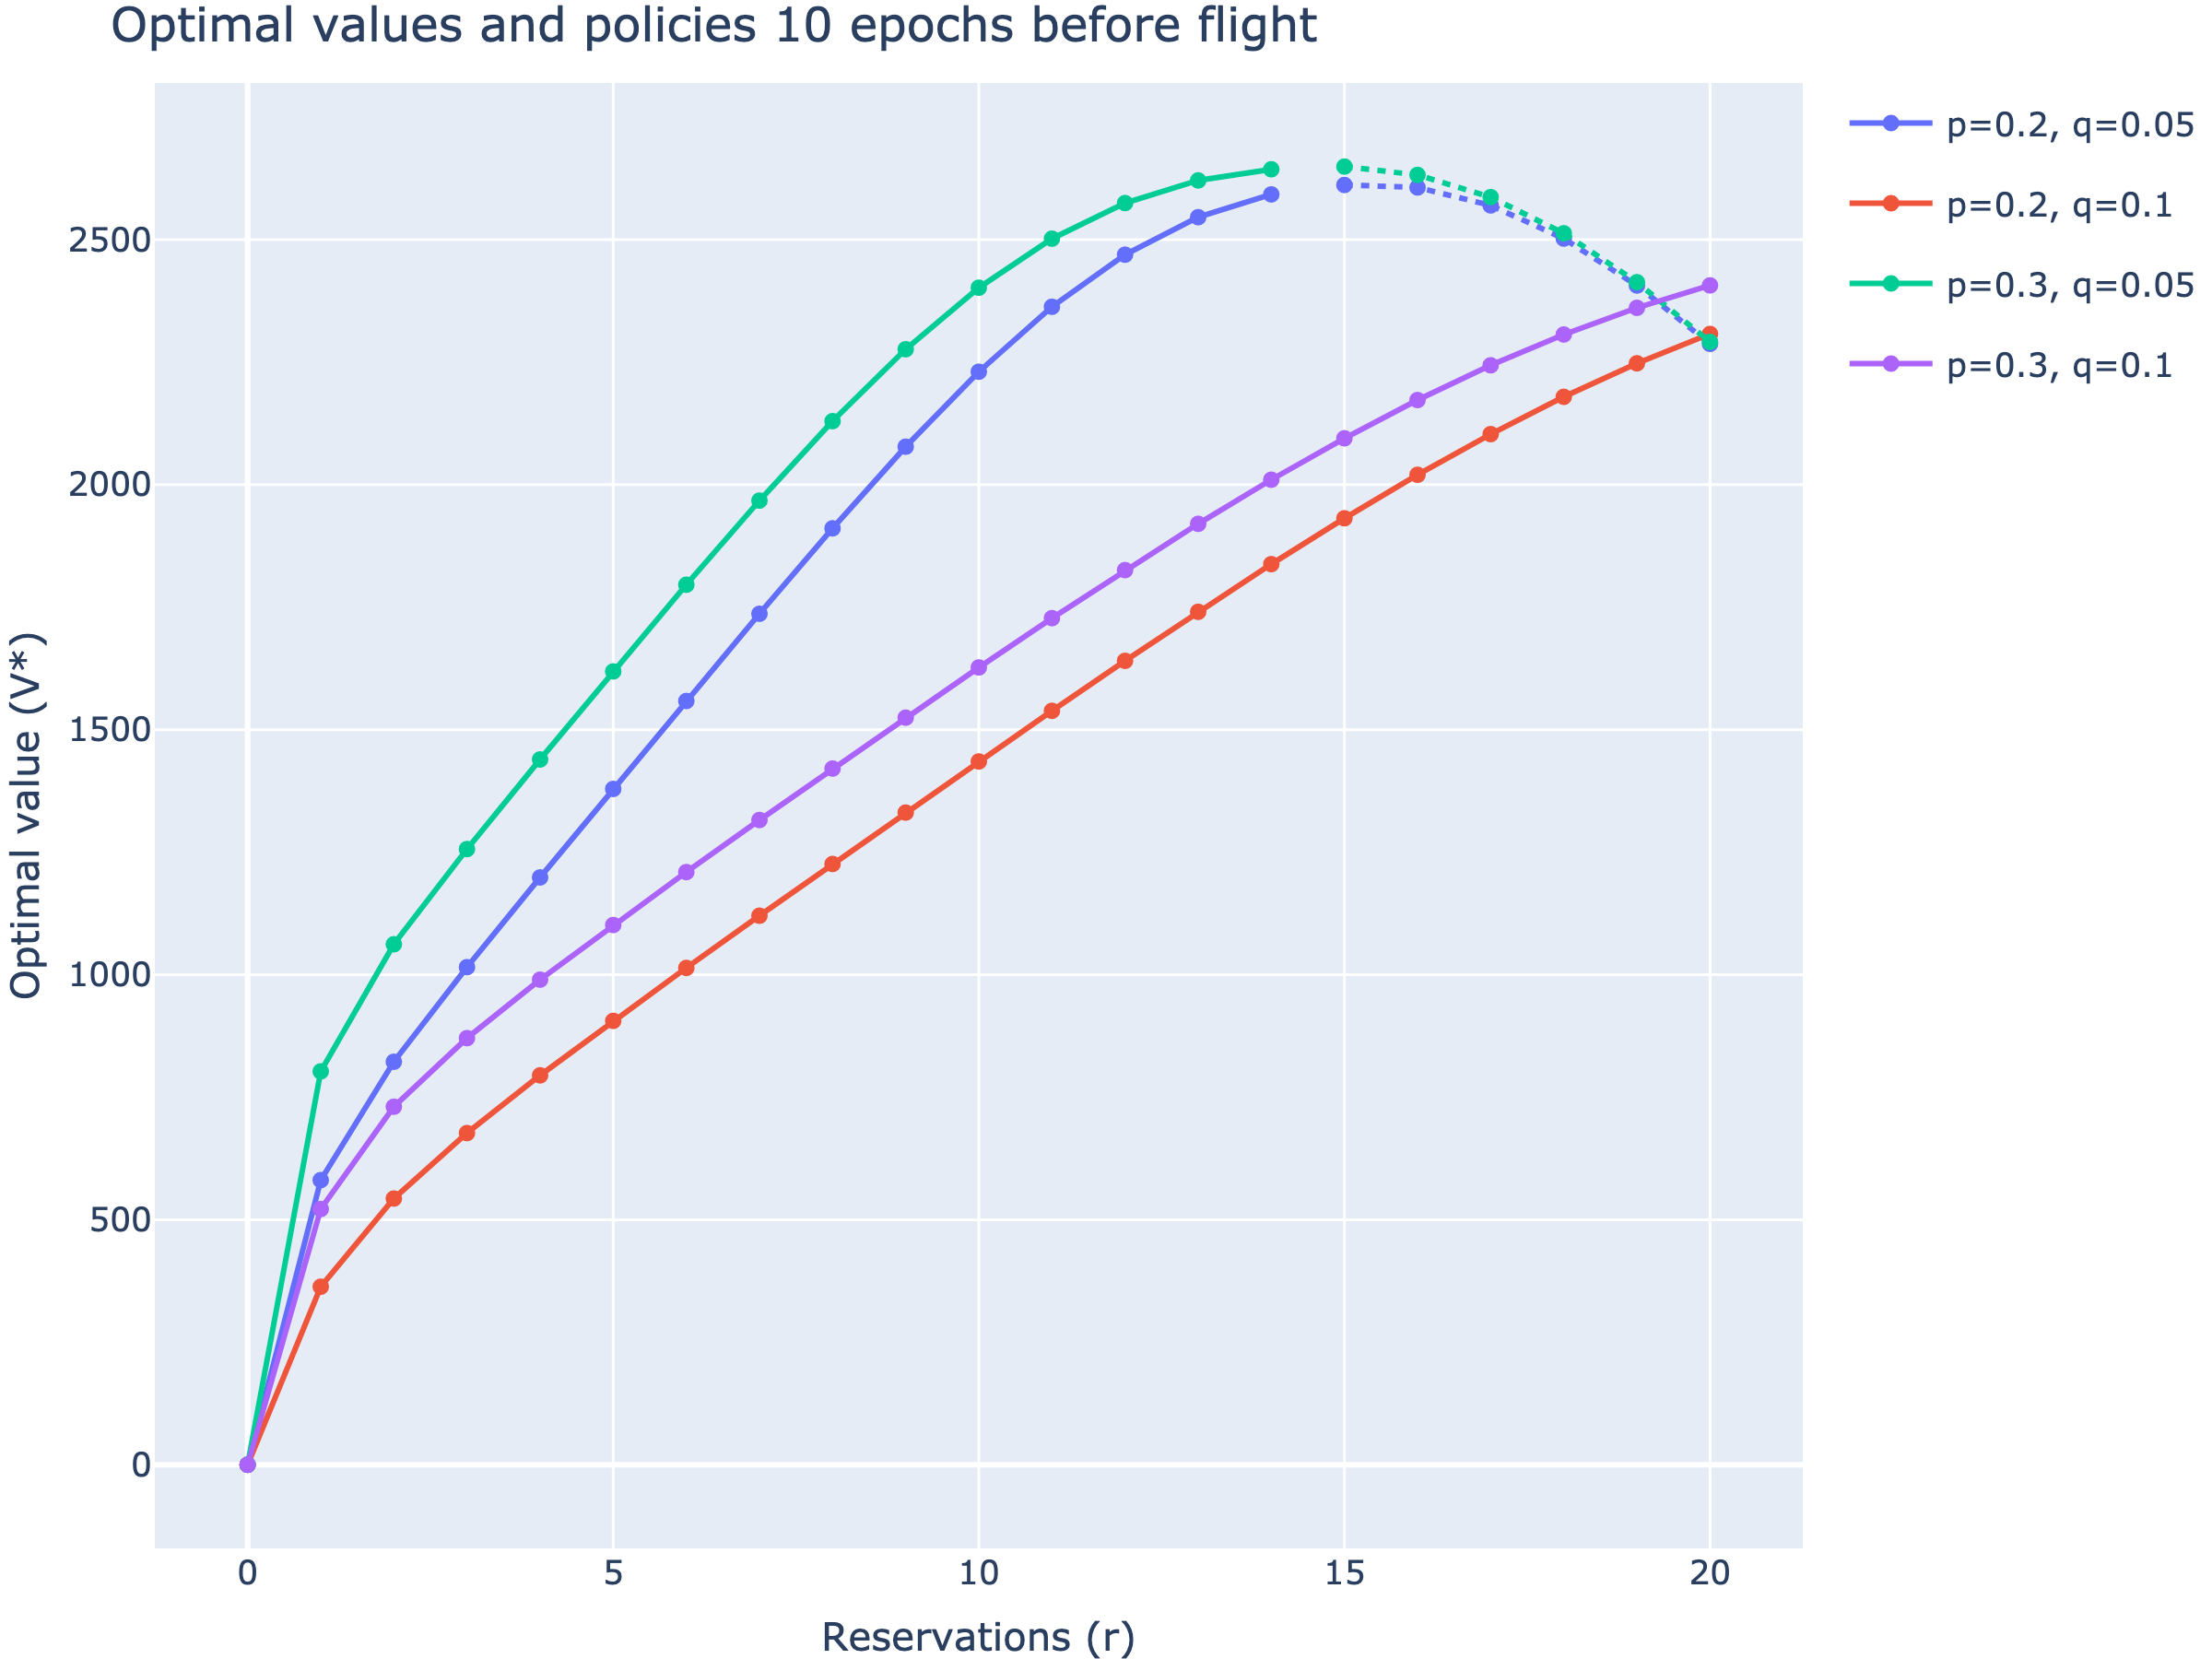 Optimal values and policies 10 epochs before flight
p=0.2, q=0.05
p=0.2, q=0.1
p=0.3, q=0.05
p=0.3, q=0.1
Optimal value (V*)
2500
2000
1500
1000
500
0
0 5 10 15 20
Reservations (r)